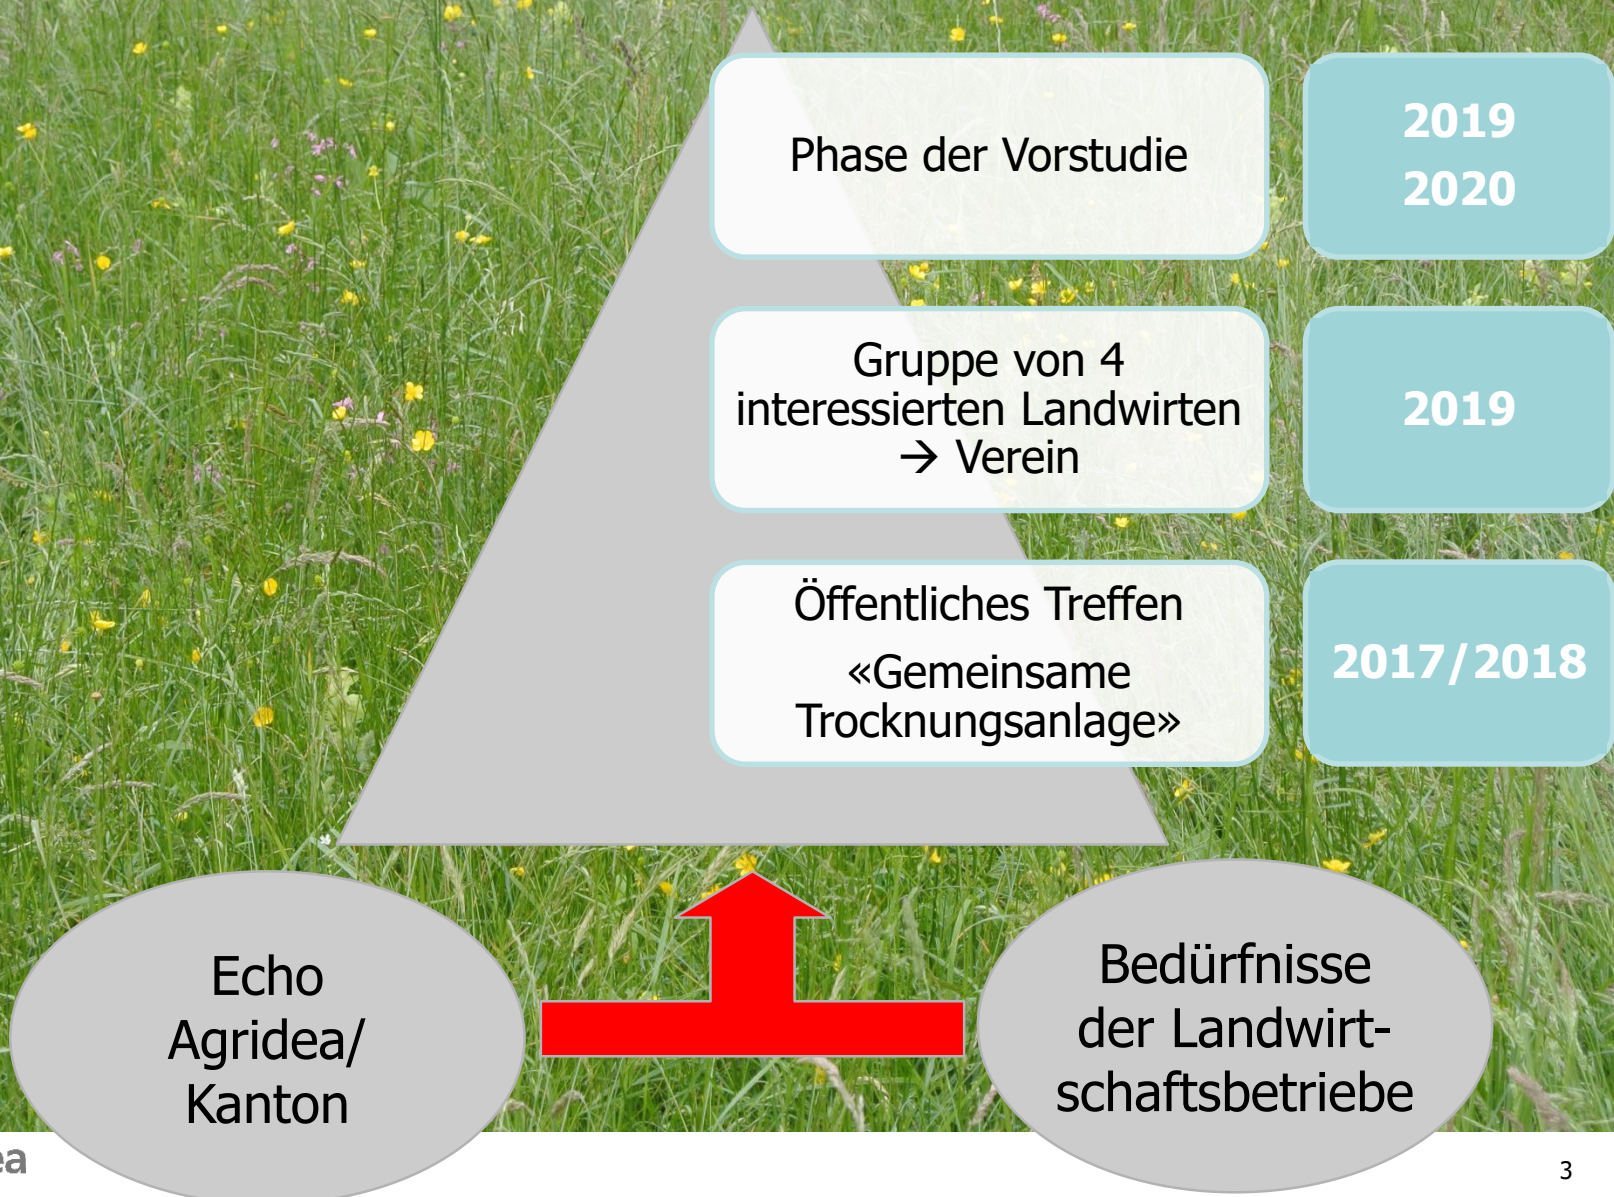 Phase der Vorstudie
2019
2020
Gruppe von 4
interessierten Landwirten
→ Verein
2019
Öffentliches Treffen
«Gemeinsame
Trocknungsanlage»
2017/2018
Echo
Agridea/
Kanton
Bedürfnisse
der Landwirt-
schaftsbetriebe
ea
3